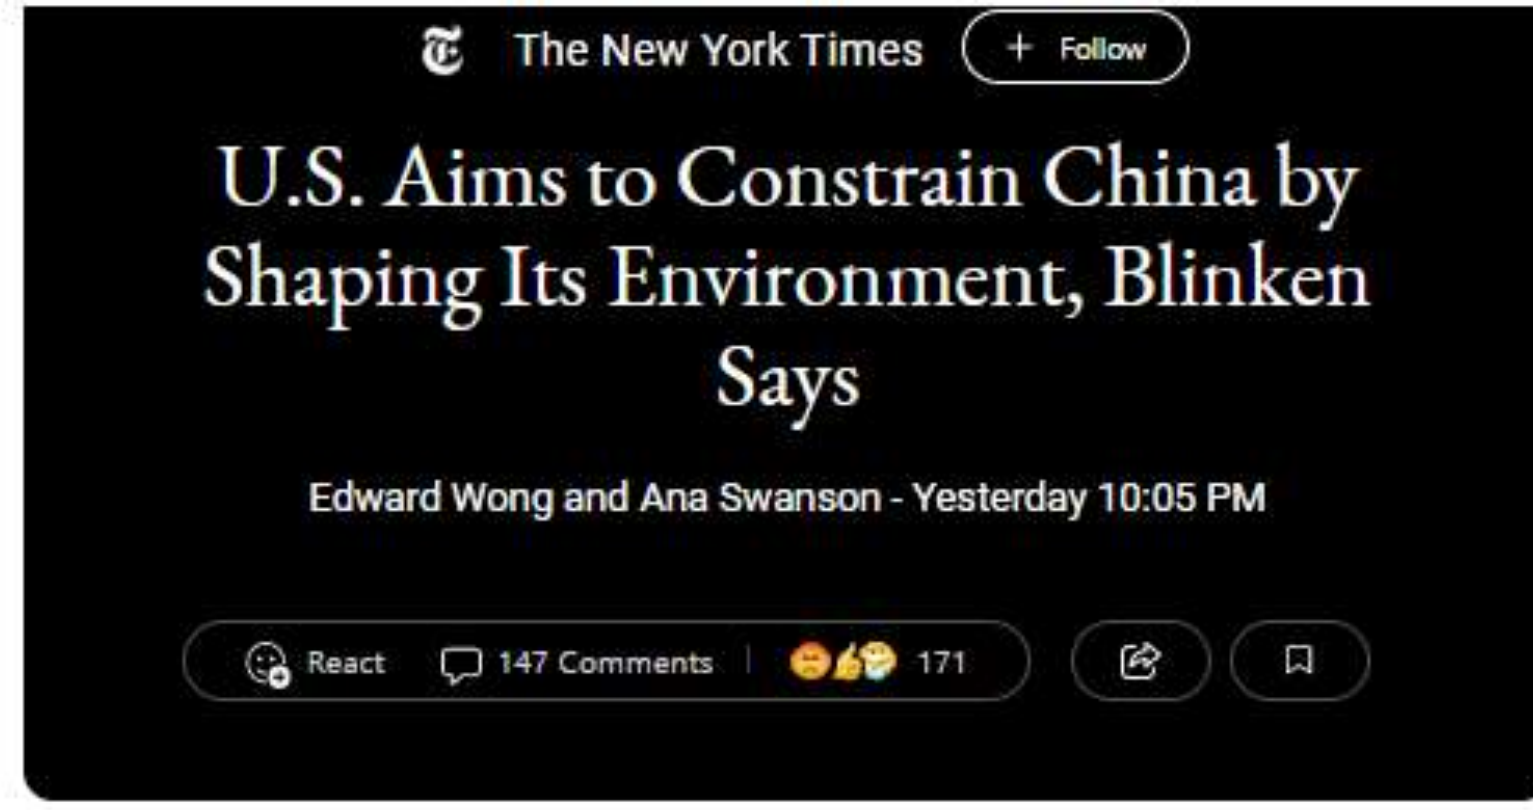 The New York Times + Follow
U.S. Aims to Constrain China by
Shaping Its Environment, Blinken
Says
Edward Wong and Ana Swanson - Yesterday 10:05 PM
React 147 Comments | 171